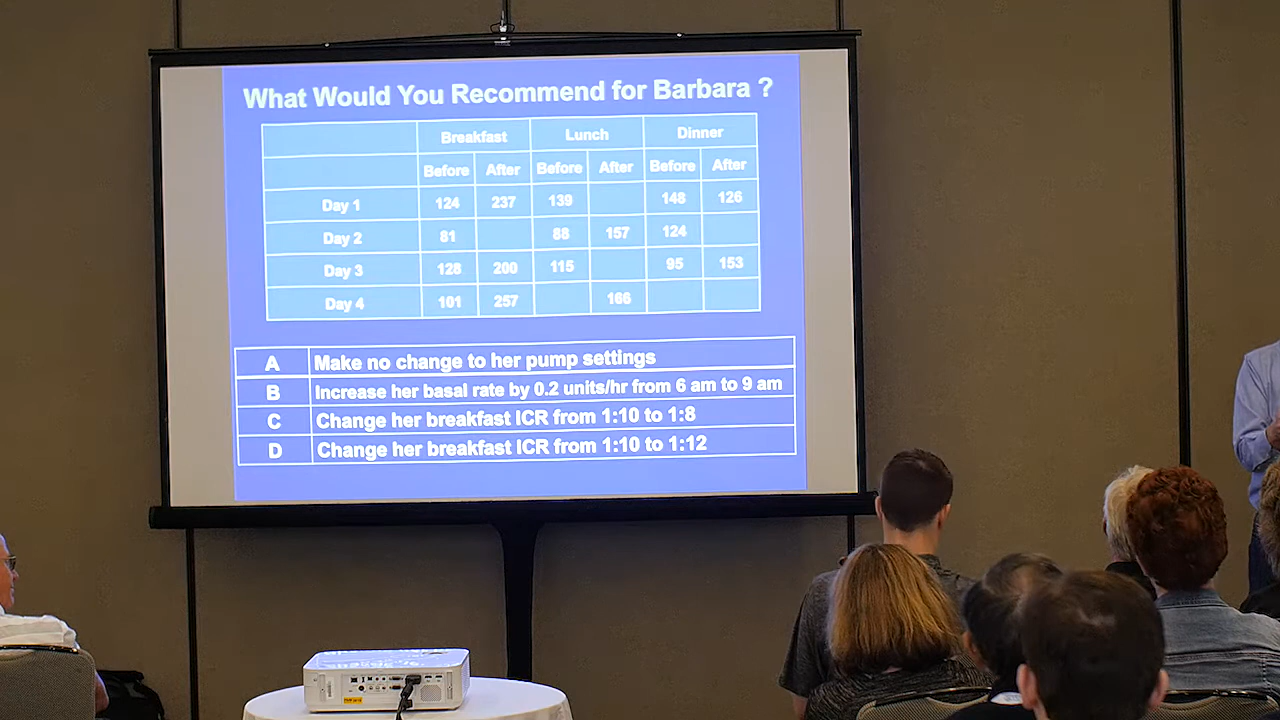 What Would You Recommend for Barbara ?
Breakfast Lunch Dinner
Before After Before After Before After
Day 1 124 237 139 148 126
Day 2 81 88 157 124
Day 3 128 200 115 95 153
Day 4 101 257 166
A Make no change to her pump settings
B Increase her basal rate by 0.2 units/hr from 6 am to 9 am
C Change her breakfast ICR from 1:10 to 1:8
D Change her breakfast ICR from 1:10 to 1:12